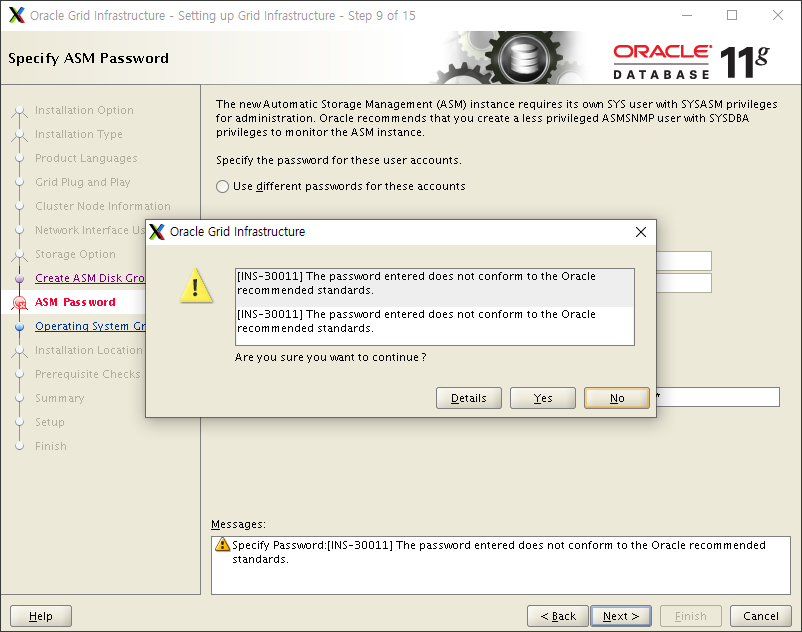 Oracle Grid Infrastructure - Setting up Grid Infrastructure - Step 9 of 15
Specify ASM Password
ORACLE
DATABASE
11g
Installation Option
Installation Type
Product Languages
Grid Plug and Play
Cluster Node Information
Network Interface Us
Storage Option
Create ASM Disk Gro
ASM Password
Operating System Gr
Installation Location
Prerequisite Checks
Summary
Setup
Finish
The new Automatic Storage Management (ASM) instance requires its own SYS user with SYSASM privileges
for administration. Oracle recommends that you create a less privileged ASMSNMP user with SYSDBA
privileges to monitor the ASM instance.
Specify the password for these user accounts.
Use different passwords for these accounts
Oracle Grid Infrastructure
[INS-30011] The password entered does not conform to the Oracle
recommended standards.
[INS-30011] The password entered does not conform to the Oracle
recommended standards.
Are you sure you want to continue?
Details
Yes
No
*
Messages:
Specify Password:[INS-30011] The password entered does not conform to the Oracle recommended
standards.
Help
< Back
Next >
Finish
Cancel